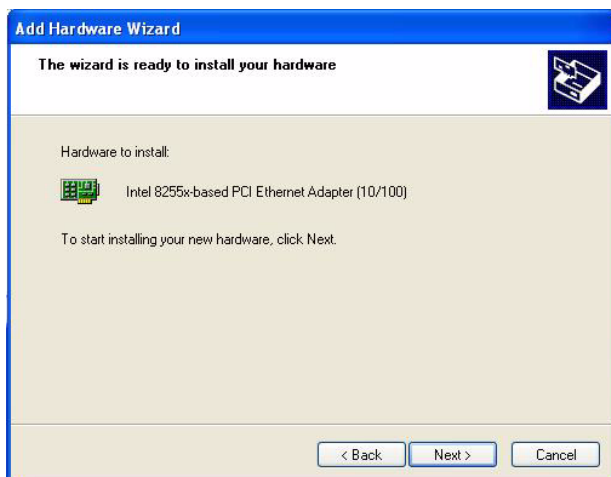 Add Hardware Wizard
The wizard is ready to install your hardware
Hardware to install:
Intel 8255x-based PCI Ethernet Adapter (10/100)
To start installing your new hardware, click Next.
< Back Next > Cancel